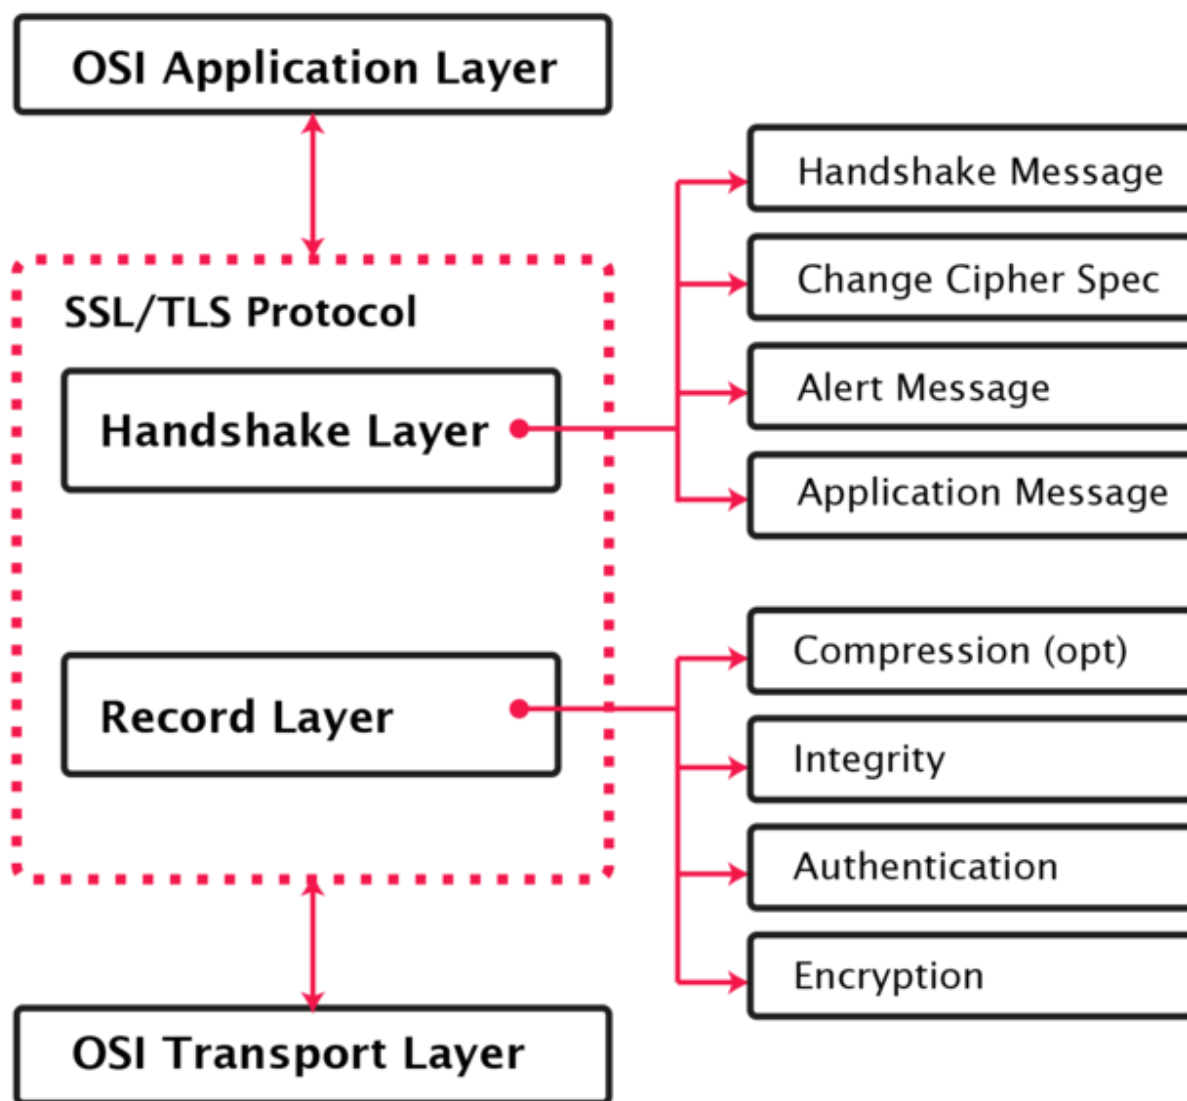 OSI Application Layer
SSL/TLS Protocol
Handshake Layer
Handshake Message
Change Cipher Spec
Alert Message
Application Message
Record Layer
Compression (opt)
Integrity
Authentication
Encryption
OSI Transport Layer